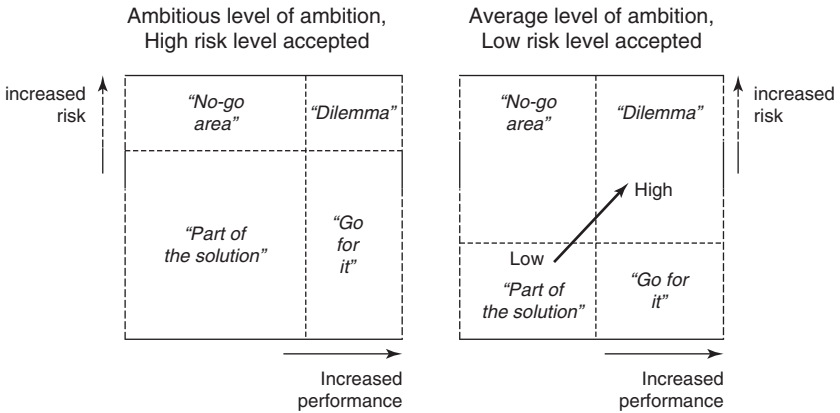 Ambitious level of ambition,
High risk level accepted
increased
risk
“No-go
area”
“Dilemma”
“Part of
the solution”
“Go
for
it”
Increased
performance
Average level of ambition,
Low risk level accepted
“No-go
area”
“Dilemma”
increased
risk
High
Low
“Part of
the solution”
“Go for
it”
Increased
performance